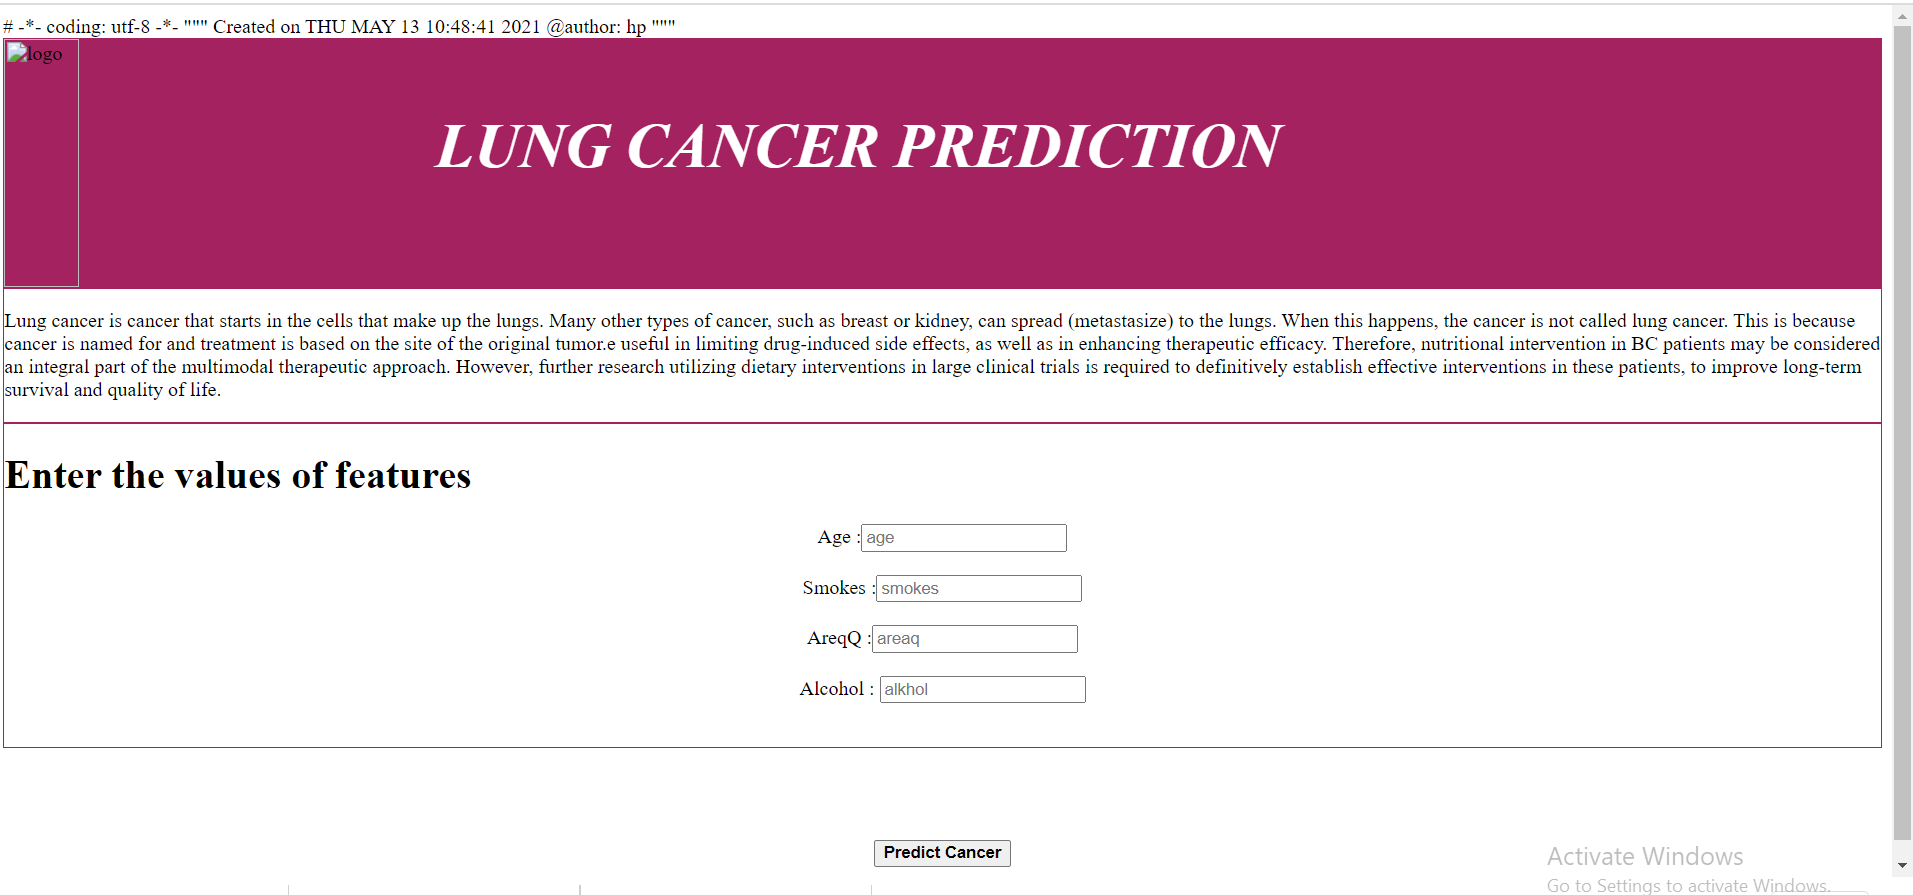 # -*- coding: utf-8 -*- """ Created on THU MAY 13 10:48:41 2021 @author: hp """
logo
LUNG CANCER PREDICTION
Lung cancer is cancer that starts in the cells that make up the lungs. Many other types of cancer, such as breast or kidney, can spread (metastasize) to the lungs. When this happens, the cancer is not called lung cancer. This is because
cancer is named for and treatment is based on the site of the original tumor.e useful in limiting drug-induced side effects, as well as in enhancing therapeutic efficacy. Therefore, nutritional intervention in BC patients may be considered
an integral part of the multimodal therapeutic approach. However, further research utilizing dietary interventions in large clinical trials is required to definitively establish effective interventions in these patients, to improve long-term
survival and quality of life.
Enter the values of features
Age : age
Smokes : smokes
AreqQ : areaq
Alcohol : alkhol
Predict Cancer
Activate Windows
Go to Settings to activate Windows.